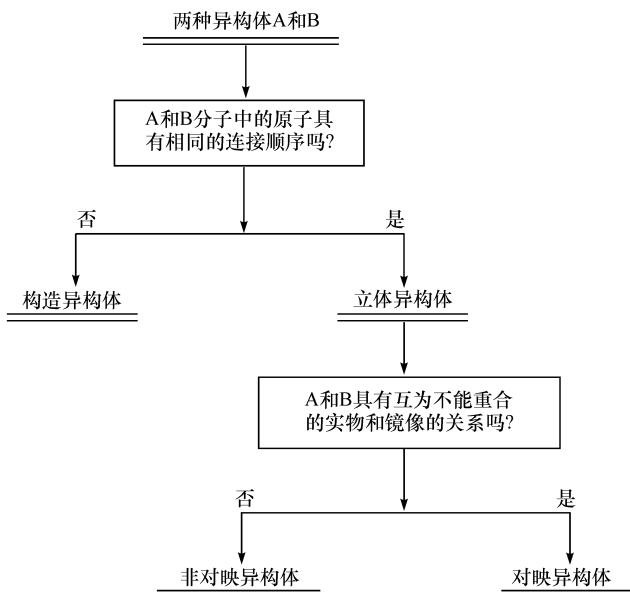 两种异构体A和B
A和B分子中的原子具
有相同的连接顺序吗?
否
是
构造异构体
立体异构体
A和B具有互为不能重合
的实物和镜像的关系吗?
否
是
非对映异构体
对映异构体